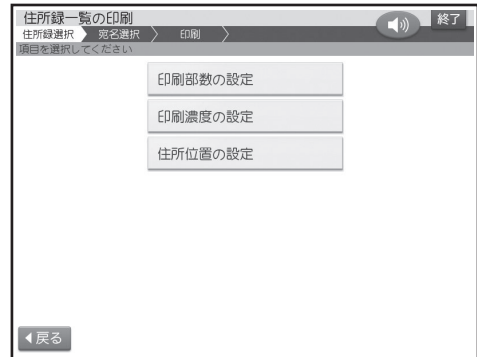 住所録一覧の印刷
終了
住所録選択 宛名選択 印刷
項目を選択してください
印刷部数の設定
印刷濃度の設定
住所位置の設定
戻る